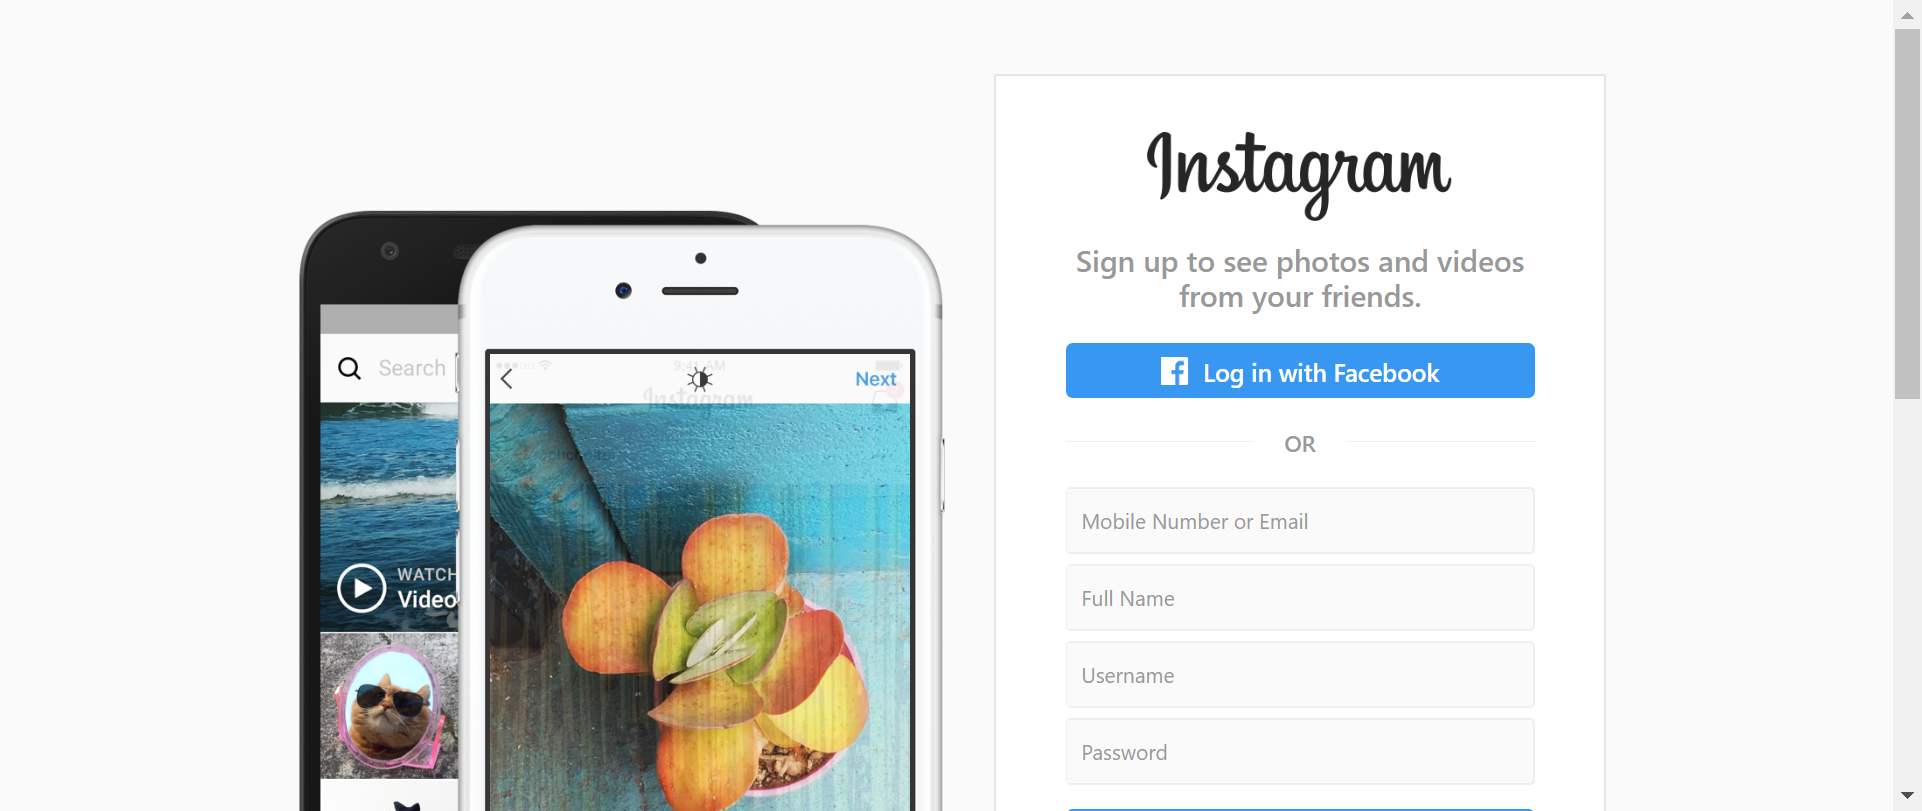 Search
WATCH
Video
9:41 AM
Instagram
Next
Instagram
Sign up to see photos and videos
from your friends.
Log in with Facebook
OR
Mobile Number or Email
Full Name
Username
Password